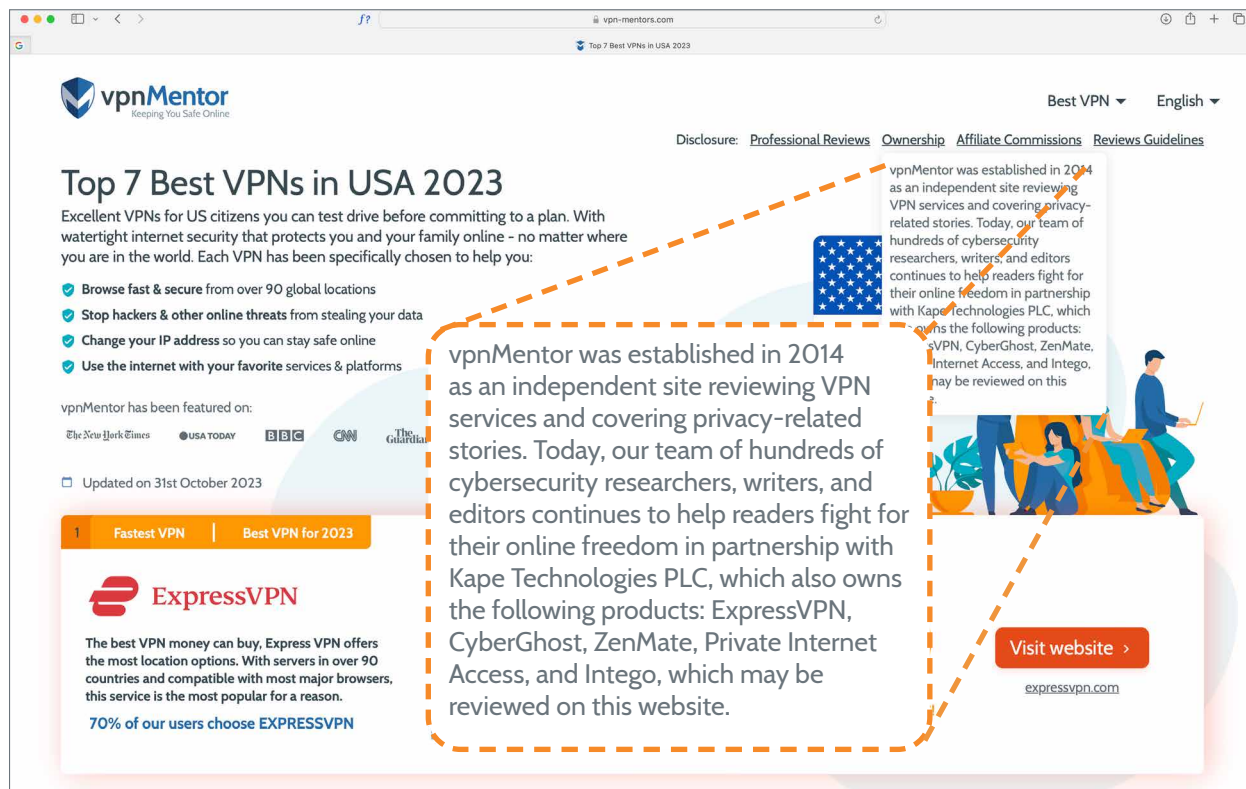 f?
vpn-mentors.com
G
Top 7 Best VPNs in USA 2023
vpnMentor
Keeping You Safe Online
Best VPN
English
Disclosure: Professional Reviews Ownership Affiliate Commissions Reviews Guidelines
Top 7 Best VPNs in USA 2023
Excellent VPNs for US citizens you can test drive before committing to a plan. With
watertight internet security that protects you and your family online - no matter where
you are in the world. Each VPN has been specifically chosen to help you:
Browse fast & secure from over 90 global locations
Stop hackers & other online threats from stealing your data
Change your IP address so you can stay safe online
Use the internet with your favorite services & platforms
vpnMentor has been featured on:
The New York Times USA TODAY BBC CNN The Guardian
Updated on 31st October 2023
vpnMentor was established in 2014
as an independent site reviewing
VPN services and covering privacy-
related stories. Today, our team of
hundreds of cybersecurity
researchers, writers, and editors
continues to help readers fight for
their online freedom in partnership
with Kape Technologies PLC, which
owns the following products:
VPN, CyberGhost, ZenMate,
Internet Access, and Intego,
may be reviewed on this
vpnMentor was established in 2014
as an independent site reviewing VPN
services and covering privacy-related
stories. Today, our team of hundreds of
cybersecurity researchers, writers, and
editors continues to help readers fight for
their online freedom in partnership with
Kape Technologies PLC, which also owns
the following products: ExpressVPN,
CyberGhost, ZenMate, Private Internet
Access, and Intego, which may be
reviewed on this website.
1 Fastest VPN | Best VPN for 2023
ExpressVPN
The best VPN money can buy, Express VPN offers
the most location options. With servers in over 90
countries and compatible with most major browsers,
this service is the most popular for a reason.
70% of our users choose EXPRESSVPN
Visit website >
expressvpn.com